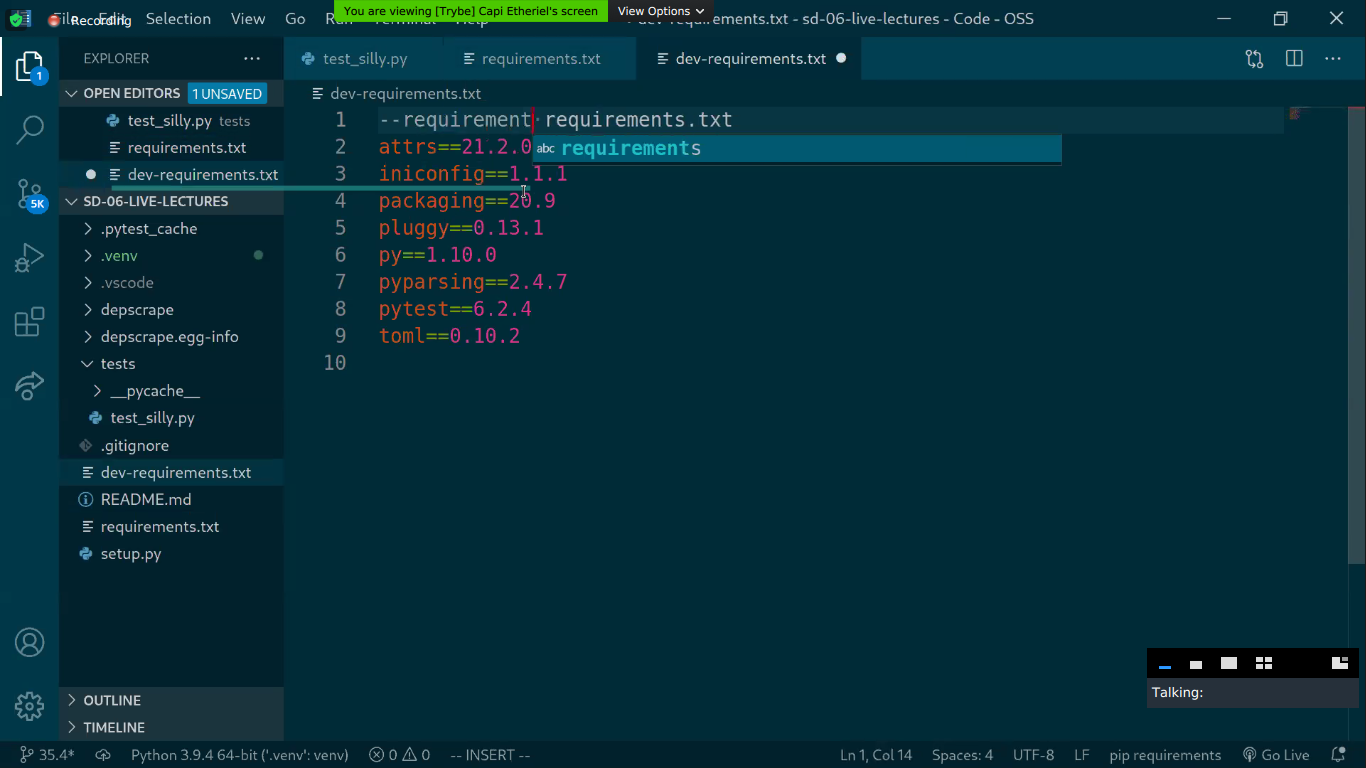 Recording
File Edit Selection View Go Run Terminal Help
You are viewing [Trybe] Capi Etheriel's screen
View Options
dev-requirements.txt - sd-06-live-lectures - Code - OSS
EXPLORER
test_silly.py
requirements.txt
dev-requirements.txt
OPEN EDITORS
1 UNSAVED
dev-requirements.txt
test_silly.py tests
requirements.txt
dev-requirements.txt
SD-06-LIVE-LECTURES
.pytest_cache
.venv
.vscode
depscrape
depscrape.egg-info
tests
__pycache__
test_silly.py
.gitignore
dev-requirements.txt
README.md
requirements.txt
setup.py
OUTLINE
TIMELINE
1
5K
1 --requirement requirements.txt
requirements
abc
2 attrs==21.2.0
3 iniconfig==1.1.1
4 packaging==20.9
5 pluggy==0.13.1
6 py==1.10.0
7 pyparsing==2.4.7
8 pytest==6.2.4
9 toml==0.10.2
10
Talking:
35.4*
Python 3.9.4 64-bit ('.venv': venv)
0 0
-- INSERT --
Ln 1, Col 14
Spaces: 4
UTF-8
LF
pip requirements
Go Live